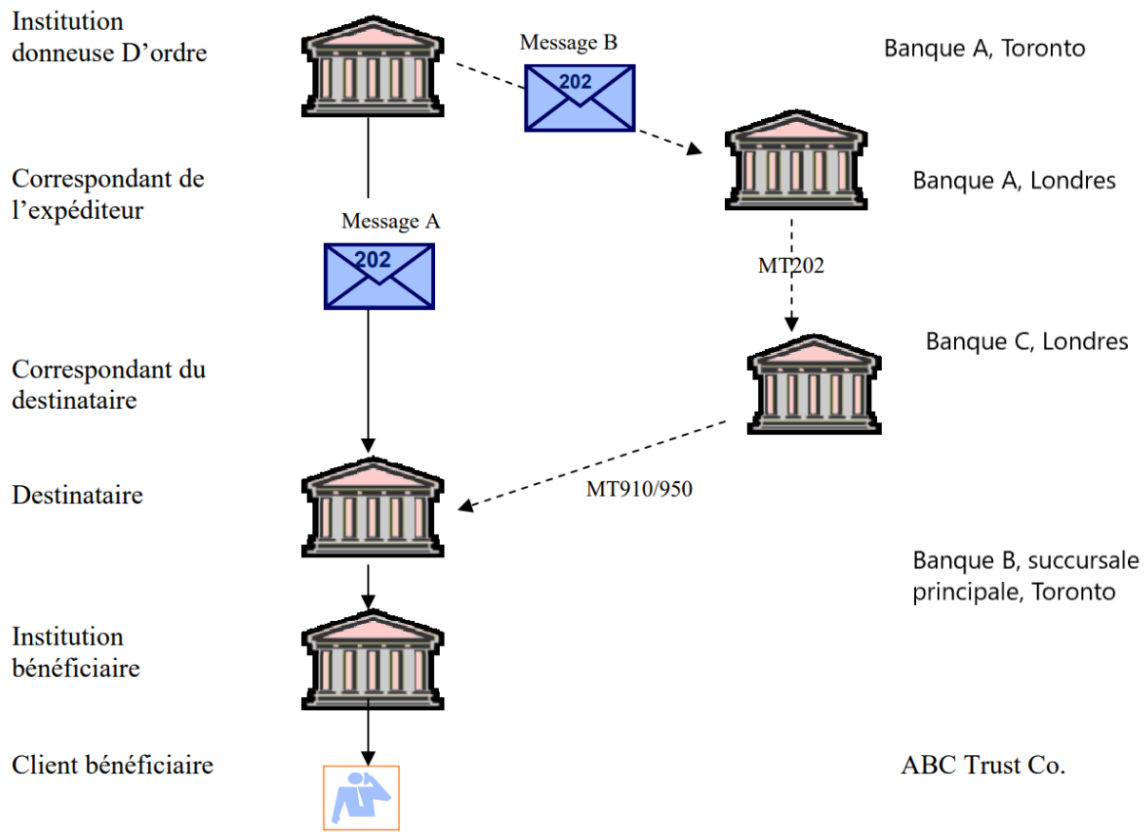 Institution
donneuse D’ordre
Message B
202
Banque A, Toronto
Correspondant de
l’expéditeur
Banque A, Londres
Message A
202
MT202
Banque C, Londres
Correspondant du
destinataire
Destinataire
MT910/950
Banque B, succursale
principale, Toronto
Institution
bénéficiaire
Client bénéficiaire
ABC Trust Co.